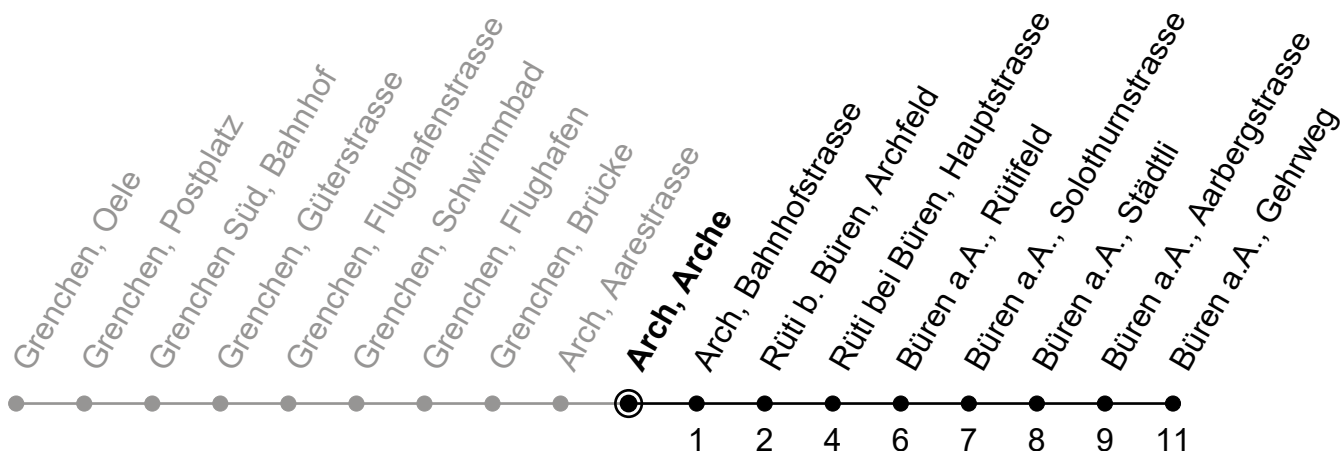 Grenchen, Oele
Grenchen, Postplatz
Grenchen Süd, Bahnhof
Grenchen, Güterstrasse
Grenchen, Flughafenstrasse
Grenchen, Schwimmbad
Grenchen, Flughafen
Grenchen, Brücke
Arch, Aarestrasse
Arch, Arche
Arch, Bahnhofstrasse
Rüti b. Büren, Archfeld
Rüti bei Büren, Hauptstrasse
Büren a.A., Rütifeld
Büren a.A., Solothurnstrasse
Büren a.A., Städtli
Büren a.A., Aarbergstrasse
Büren a.A., Gehrweg
1 2 4 6 7 8 9 11